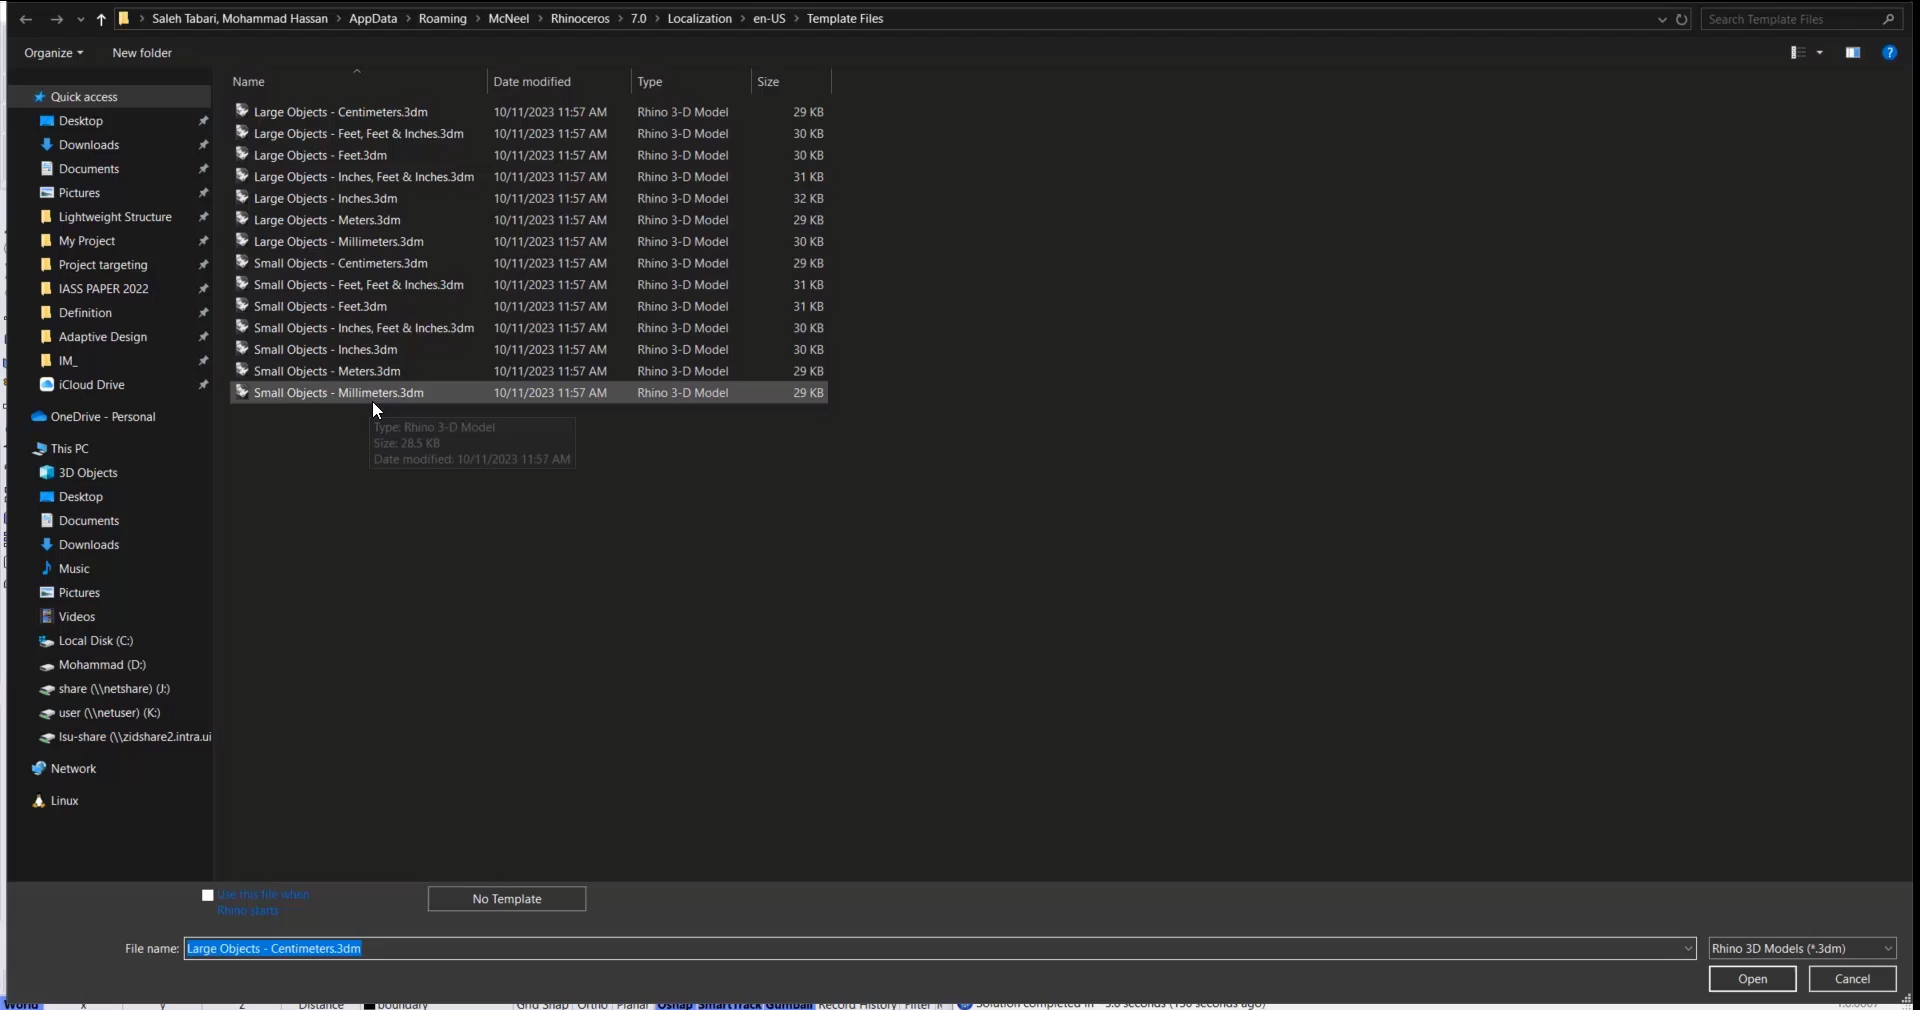 Saleh Tabari, Mohammad Hassan > AppData > Roaming > McNeel > Rhinoceros > 7.0 > Localization > en-US > Template Files
Search Template Files
Organize
New folder
Name Date modified Type Size
Large Objects - Centimeters.3dm 10/11/2023 11:57 AM Rhino 3-D Model 29 KB
Large Objects - Feet, Feet & Inches.3dm 10/11/2023 11:57 AM Rhino 3-D Model 30 KB
Large Objects - Feet.3dm 10/11/2023 11:57 AM Rhino 3-D Model 30 KB
Large Objects - Inches, Feet & Inches.3dm 10/11/2023 11:57 AM Rhino 3-D Model 31 KB
Large Objects - Inches.3dm 10/11/2023 11:57 AM Rhino 3-D Model 32 KB
Large Objects - Meters.3dm 10/11/2023 11:57 AM Rhino 3-D Model 29 KB
Large Objects - Millimeters.3dm 10/11/2023 11:57 AM Rhino 3-D Model 30 KB
Small Objects - Centimeters.3dm 10/11/2023 11:57 AM Rhino 3-D Model 29 KB
Small Objects - Feet, Feet & Inches.3dm 10/11/2023 11:57 AM Rhino 3-D Model 31 KB
Small Objects - Feet.3dm 10/11/2023 11:57 AM Rhino 3-D Model 31 KB
Small Objects - Inches, Feet & Inches.3dm 10/11/2023 11:57 AM Rhino 3-D Model 30 KB
Small Objects - Inches.3dm 10/11/2023 11:57 AM Rhino 3-D Model 30 KB
Small Objects - Meters.3dm 10/11/2023 11:57 AM Rhino 3-D Model 29 KB
Small Objects - Millimeters.3dm 10/11/2023 11:57 AM Rhino 3-D Model 29 KB
Type: Rhino 3-D Model
Size: 28.5 KB
Date modified: 10/11/2023 11:57 AM
Quick access
Desktop
Downloads
Documents
Pictures
Lightweight Structure
My Project
Project targeting
IASS PAPER 2022
Definition
Adaptive Design
IM_
iCloud Drive
OneDrive - Personal
This PC
3D Objects
Desktop
Documents
Downloads
Music
Pictures
Videos
Local Disk (C:)
Mohammad (D:)
share (\\netshare) (J:)
user (\\netuser) (K:)
lsu-share (\\zidshare2.intra.ui
Network
Linux
Use this file when
Rhino starts
No Template
File name: Large Objects - Centimeters.3dm
Rhino 3D Models (*.3dm)
Open Cancel
World x y z Distance boundary Grid Snap Ortho Planar Osnap SmartTrack Gumball Record History Filter